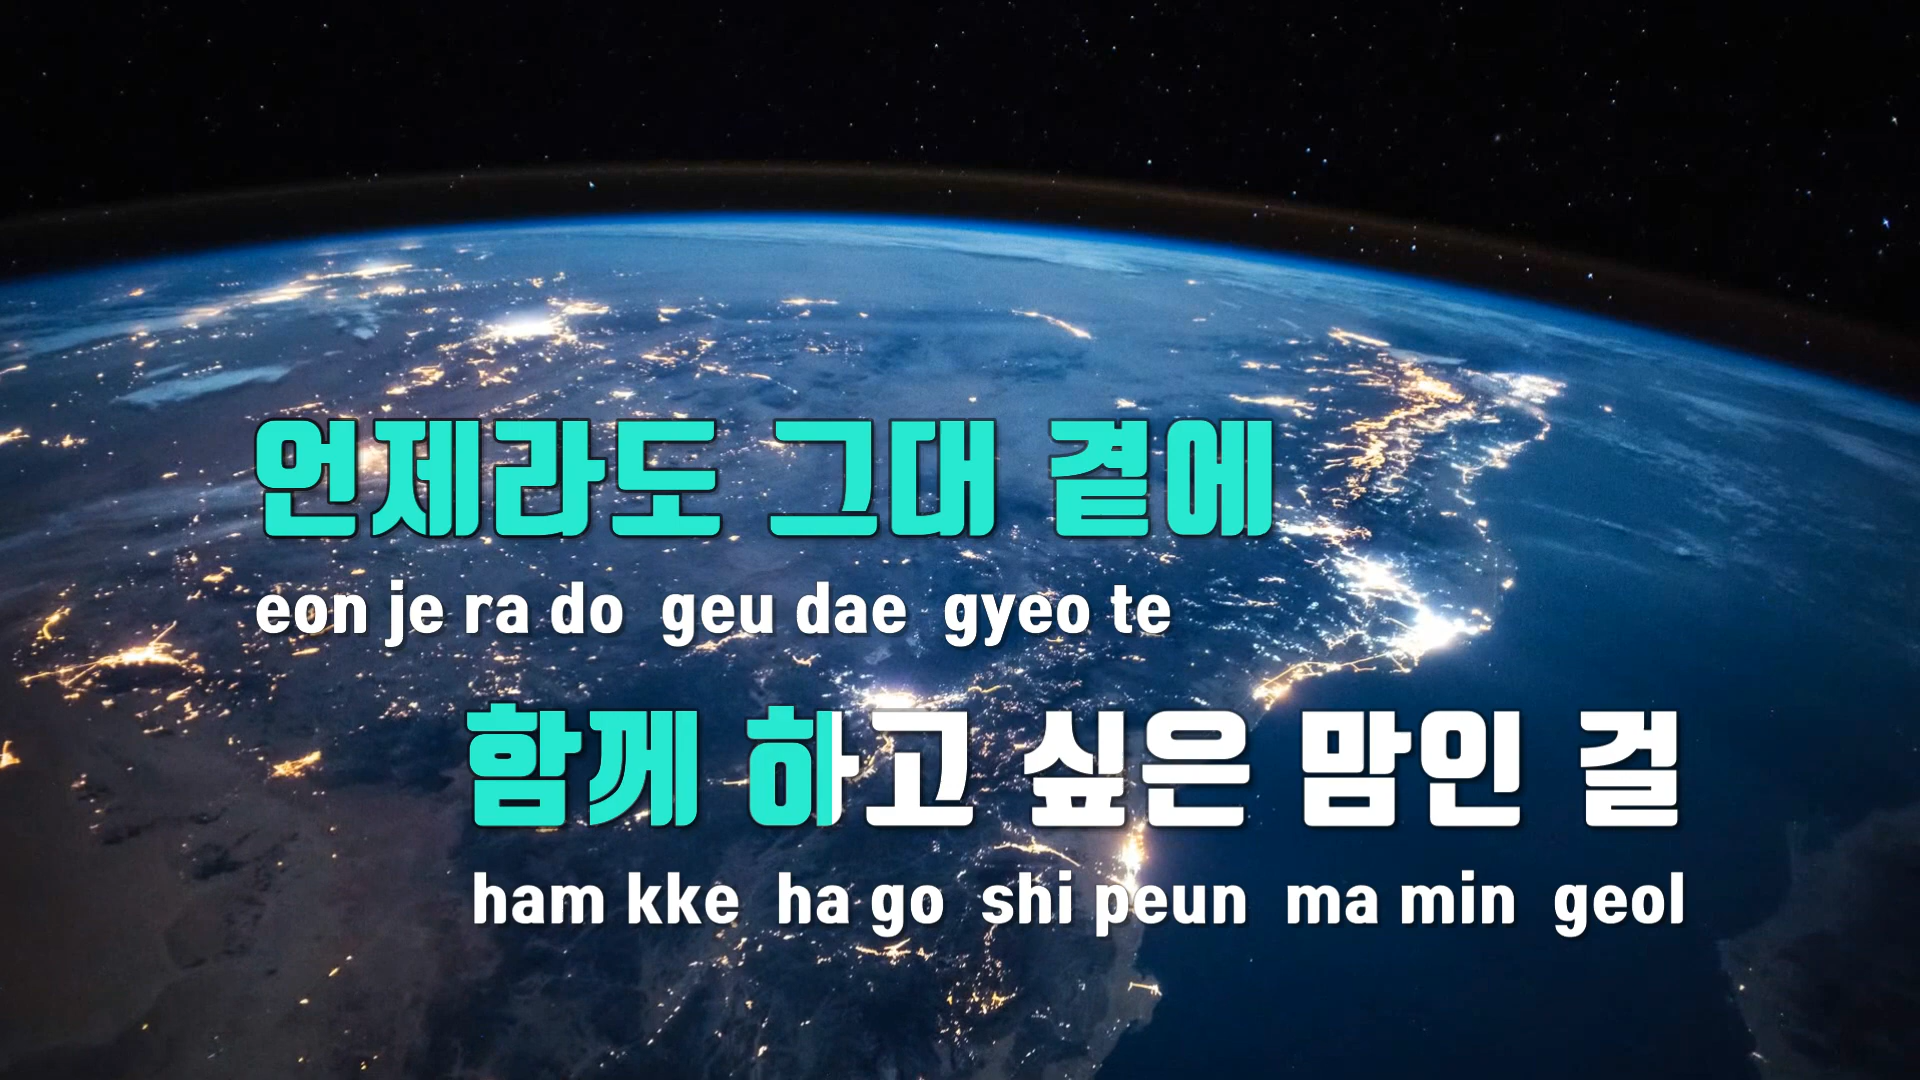 언제라도 그대 곁에
eon je ra do geu dae gyeo te
함께 하고 싶은 맘인 걸
ham kke ha go shi peun ma min geol